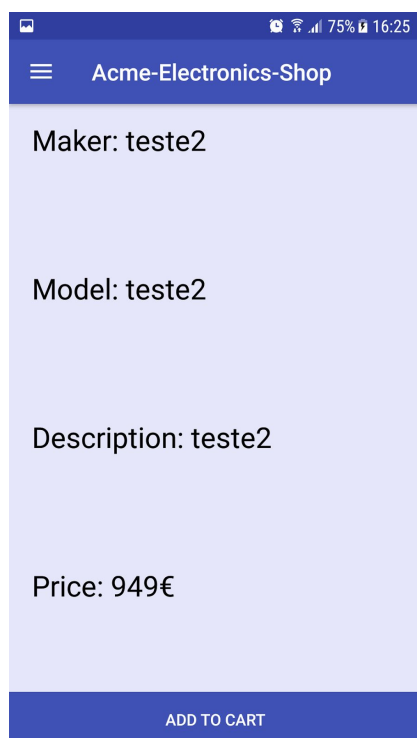 75% 16:25
Acme-Electronics-Shop
Maker: teste2
Model: teste2
Description: teste2
Price: 949€
ADD TO CART